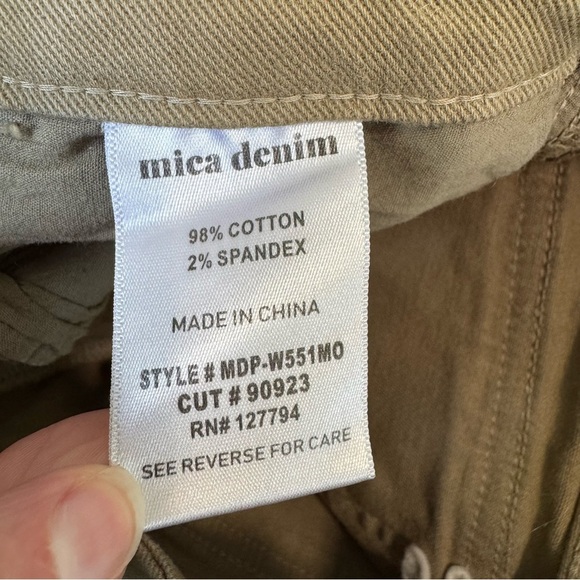 mica denim
98% COTTON
2% SPANDEX
MADE IN CHINA
STYLE # MDP-W551MO
CUT # 90923
RN# 127794
SEE REVERSE FOR CARE